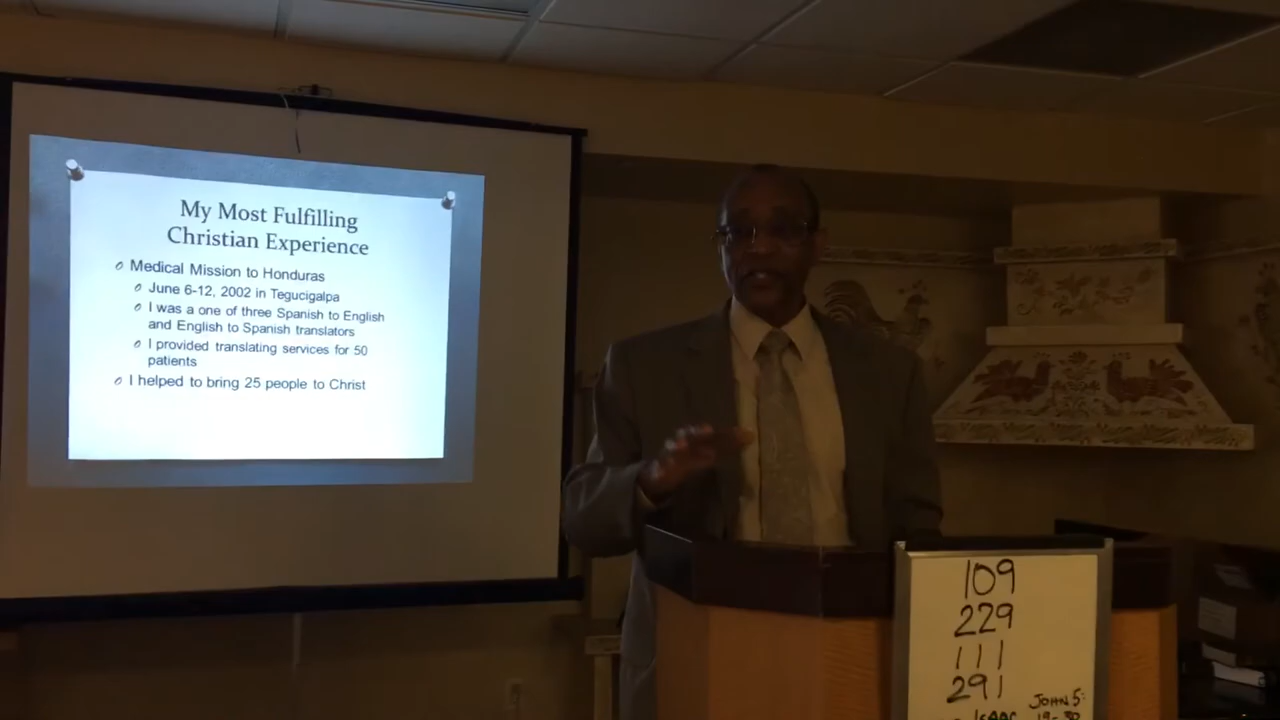 My Most Fulfilling
Christian Experience
Medical Mission to Honduras
June 6-12, 2002 in Tegucigalpa
I was a one of three Spanish to English
and English to Spanish translators
I provided translating services for 50
patients
I helped to bring 25 people to Christ
109
229
111
291
JOHN 5:
ISAAC 19-30